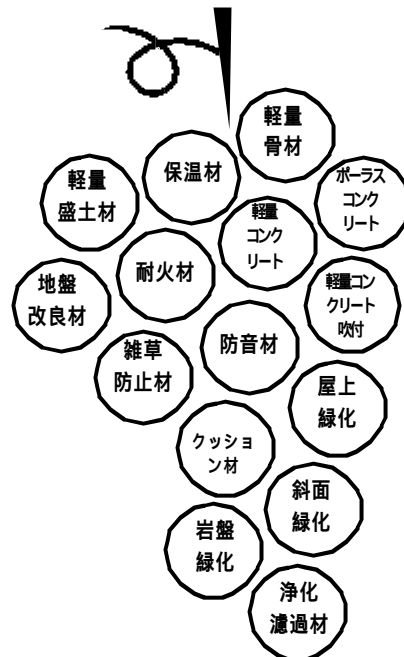 軽量
骨材
保温材
軽量
盛土材
ポーラス
コンク
リート
軽量
コンク
リート
耐火材
地盤
改良材
軽量コン
クリート
吹付
防音材
雑草
防止材
屋上
緑化
クッショ
ン材
斜面
緑化
岩盤
緑化
浄化
濾過材